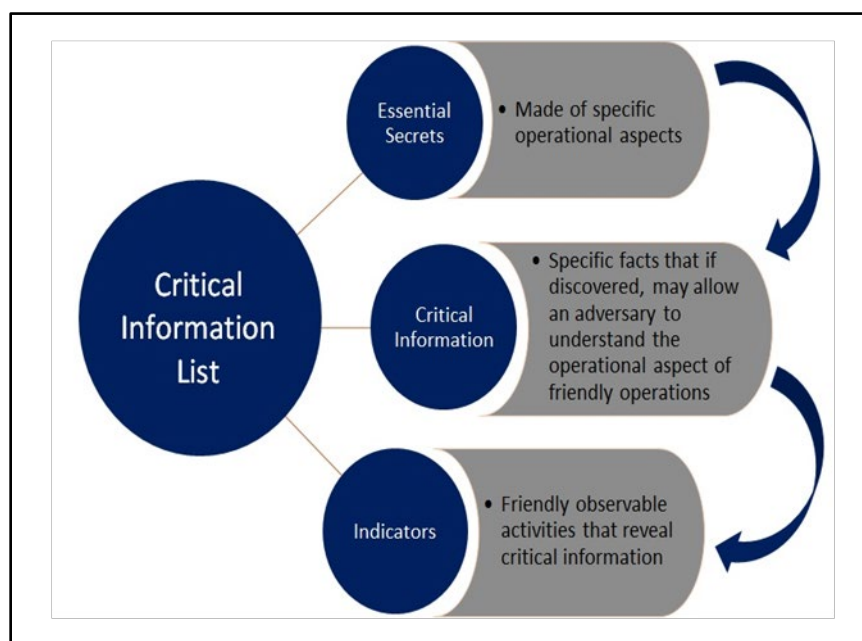 Critical
Information
List
Essential
Secrets
• Made of specific
operational aspects
Critical
Information
• Specific facts that if
discovered, may allow
an adversary to
understand the
operational aspect of
friendly operations
Indicators
• Friendly observable
activities that reveal
critical information